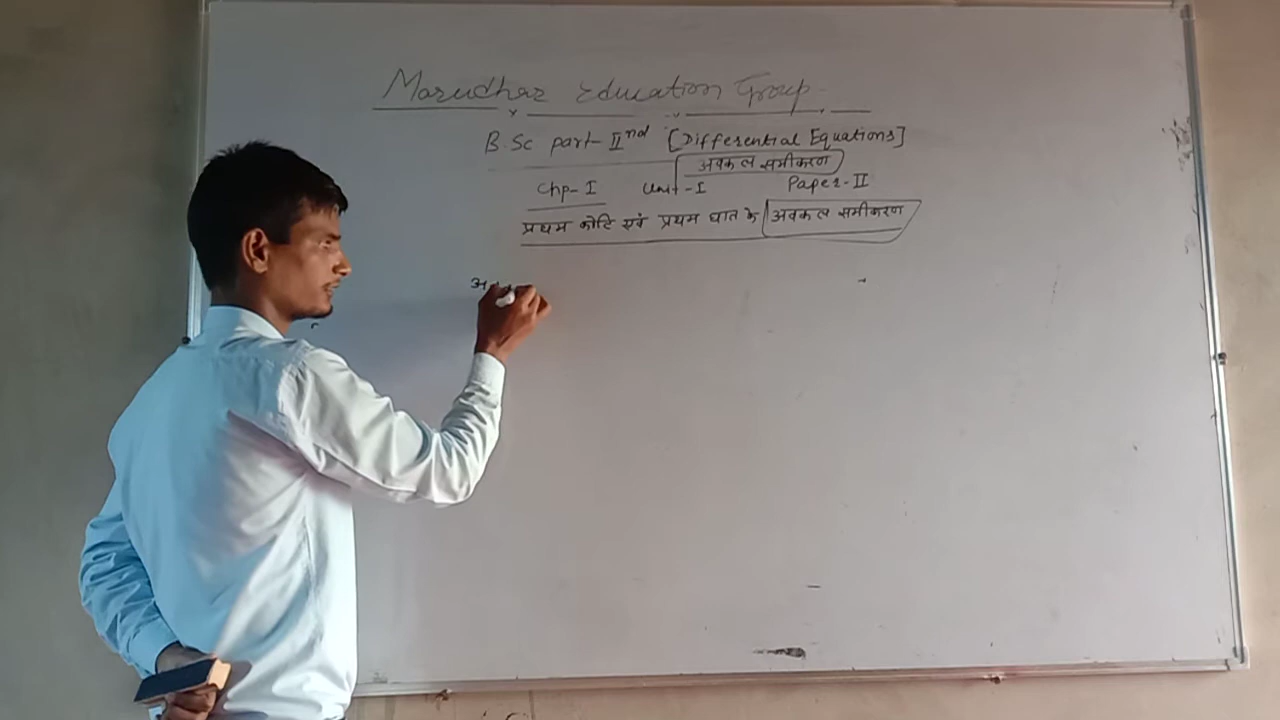 Marudhar Education Group
B.Sc part-IInd [Differential Equations]
अवकल समीकरण
Chp-I Unit-I Paper-II
प्रथम कोटि एवं प्रथम घात के अवकल समीकरण